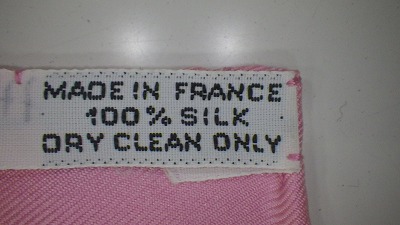 MADE IN FRANCE
100% SILK
DRY CLEAN ONLY